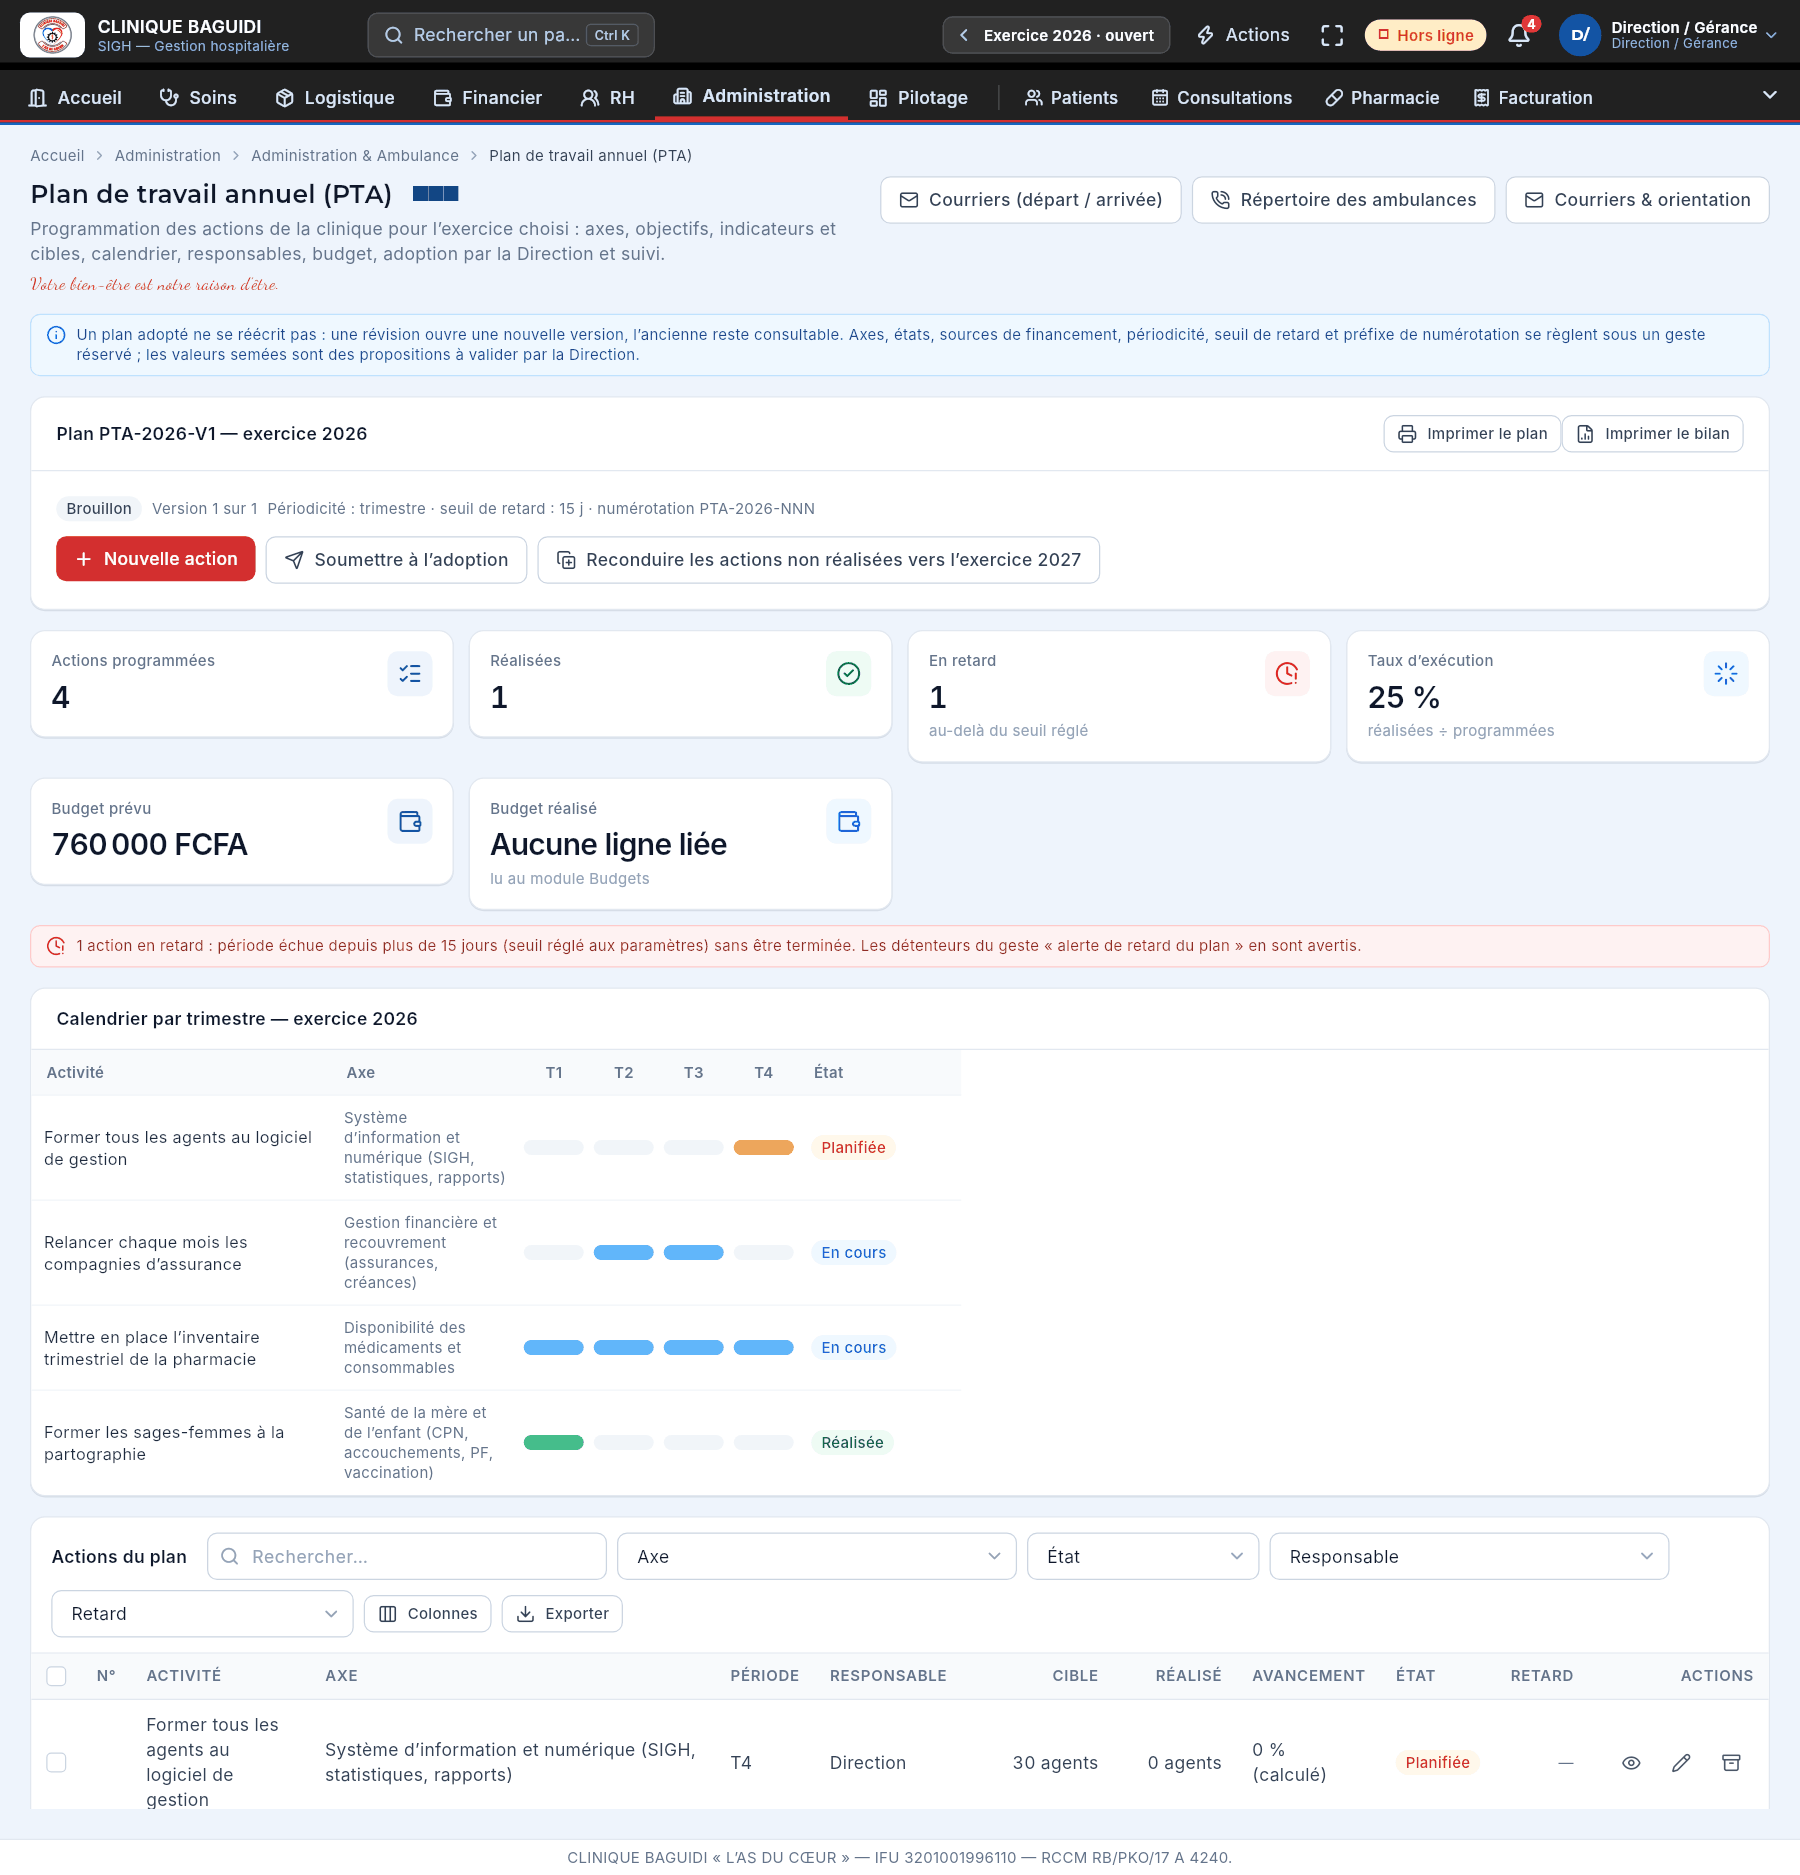 CLINIQUE BAGUIDI
SIGH — Gestion hospitalière
Rechercher un pa... Ctrl K
Exercice 2026 · ouvert
Actions
Hors ligne
4
D/
Direction / Gérance
Direction / Gérance
Accueil Soins Logistique Financier RH Administration Pilotage Patients Consultations Pharmacie Facturation
Accueil > Administration > Administration & Ambulance > Plan de travail annuel (PTA)
Plan de travail annuel (PTA)
Courriers (départ / arrivée) Répertoire des ambulances Courriers & orientation
Programmation des actions de la clinique pour l’exercice choisi : axes, objectifs, indicateurs et
cibles, calendrier, responsables, budget, adoption par la Direction et suivi.
Votre bien-être est notre raison d'être.
Un plan adopté ne se réécrit pas : une révision ouvre une nouvelle version, l’ancienne reste consultable. Axes, états, sources de financement, périodicité, seuil de retard et préfixe de numérotation se règlent sous un geste
réservé ; les valeurs semées sont des propositions à valider par la Direction.
Plan PTA-2026-V1 — exercice 2026
Imprimer le plan Imprimer le bilan
Brouillon Version 1 sur 1 Périodicité : trimestre · seuil de retard : 15 j · numérotation PTA-2026-NNN
Nouvelle action Soumettre à l’adoption Reconduire les actions non réalisées vers l’exercice 2027
Actions programmées
4
Réalisées
1
En retard
1
au-delà du seuil réglé
Taux d’exécution
25 %
réalisées ÷ programmées
Budget prévu
760 000 FCFA
Budget réalisé
Aucune ligne liée
lu au module Budgets
1 action en retard : période échue depuis plus de 15 jours (seuil réglé aux paramètres) sans être terminée. Les détenteurs du geste « alerte de retard du plan » en sont avertis.
Calendrier par trimestre — exercice 2026
Activité Axe T1 T2 T3 T4 État
Former tous les agents au logiciel
de gestion
Système
d’information et
numérique (SIGH,
statistiques, rapports)
Planifiée
Relancer chaque mois les
compagnies d’assurance
Gestion financière et
recouvrement
(assurances,
créances)
En cours
Mettre en place l’inventaire
trimestriel de la pharmacie
Disponibilité des
médicaments et
consommables
En cours
Former les sages-femmes à la
partographie
Santé de la mère et
de l’enfant (CPN,
accouchements, PF,
vaccination)
Réalisée
Actions du plan
Rechercher...
Axe
État
Responsable
Retard
Colonnes
Exporter
N° ACTIVITÉ AXE PÉRIODE RESPONSABLE CIBLE RÉALISÉ AVANCEMENT ÉTAT RETARD ACTIONS
Former tous les
agents au
logiciel de
gestion
Système d’information et numérique (SIGH,
statistiques, rapports)
T4
Direction
30 agents
0 agents
0 %
(calculé)
Planifiée
—
CLINIQUE BAGUIDI « L’AS DU CŒUR » — IFU 3201001996110 — RCCM RB/PKO/17 A 4240.